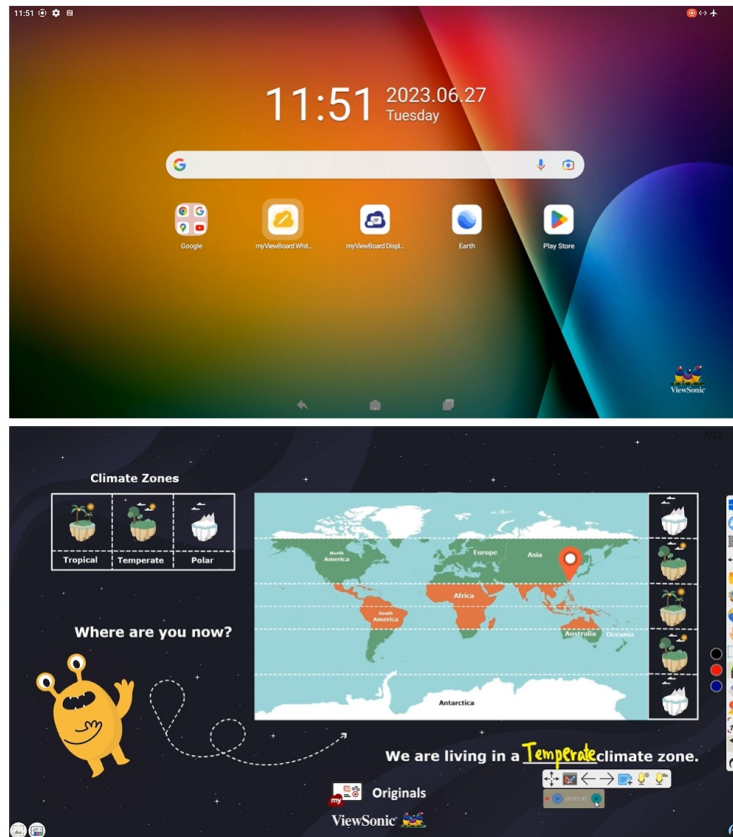 11:51
11:51 2023.06.27
Tuesday
Google
myViewBoard Whit...
myViewBoard Displ...
Earth
Play Store
ViewSonic
Climate Zones
Tropical
Temperate
Polar
North America
Europe
Asia
Africa
South America
Australia
Oceania
Antarctica
Where are you now?
We are living in a Temperate climate zone.
my Originals
ViewSonic